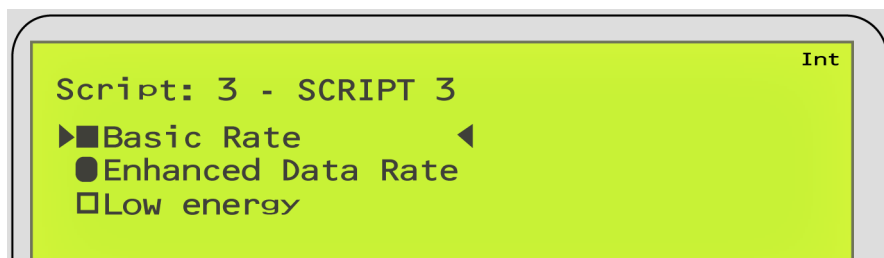 Int
Script: 3 - SCRIPT 3
Basic Rate
Enhanced Data Rate
Low energy